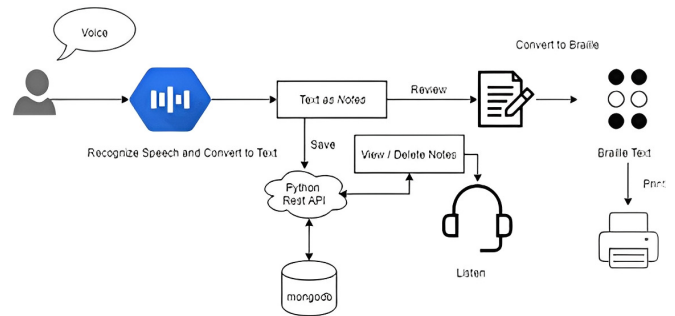 Voice
Convert to Braille
Text as Notes
Review
Recognize Speech and Convert to Text
Save
View / Delete Notes
Braille Text
Python
Rest API
Print
Listen
mongodb